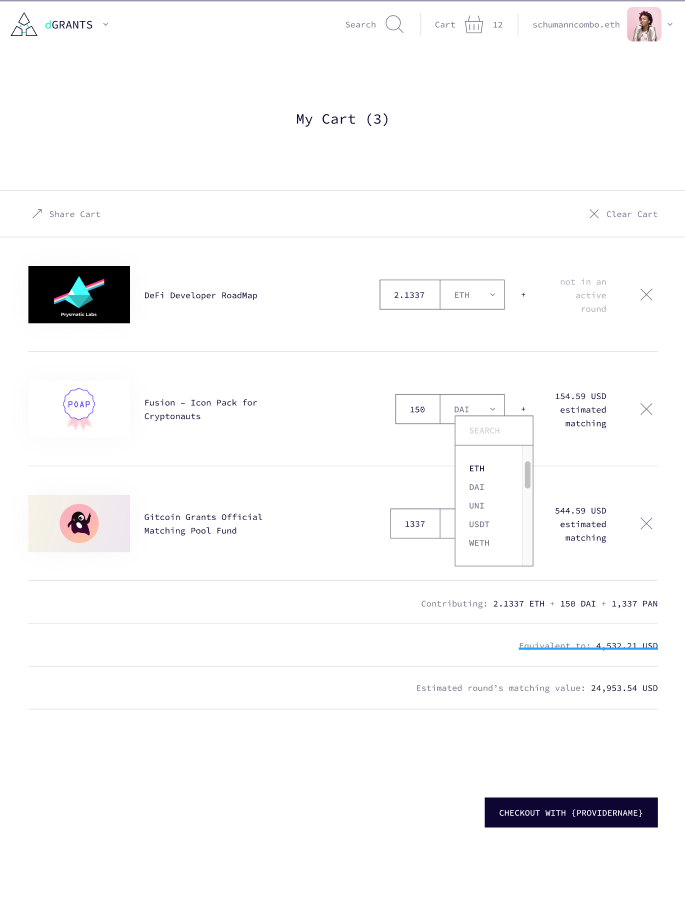 dGRANTS
Search
Cart
12
schumanncombo.eth
My Cart (3)
Share Cart
Clear Cart
Prysmatic Labs
DeFi Developer RoadMap
2.1337
ETH
+
not in an
active
round
POAP
Fusion – Icon Pack for
Cryptonauts
150
DAI
+
154.59 USD
estimated
matching
SEARCH
ETH
DAI
UNI
USDT
WETH
Gitcoin Grants Official
Matching Pool Fund
1337
544.59 USD
estimated
matching
Contributing: 2.1337 ETH + 150 DAI + 1,337 PAN
Equivalent to: 4,532.21 USD
Estimated round's matching value: 24,953.54 USD
CHECKOUT WITH {PROVIDERNAME}